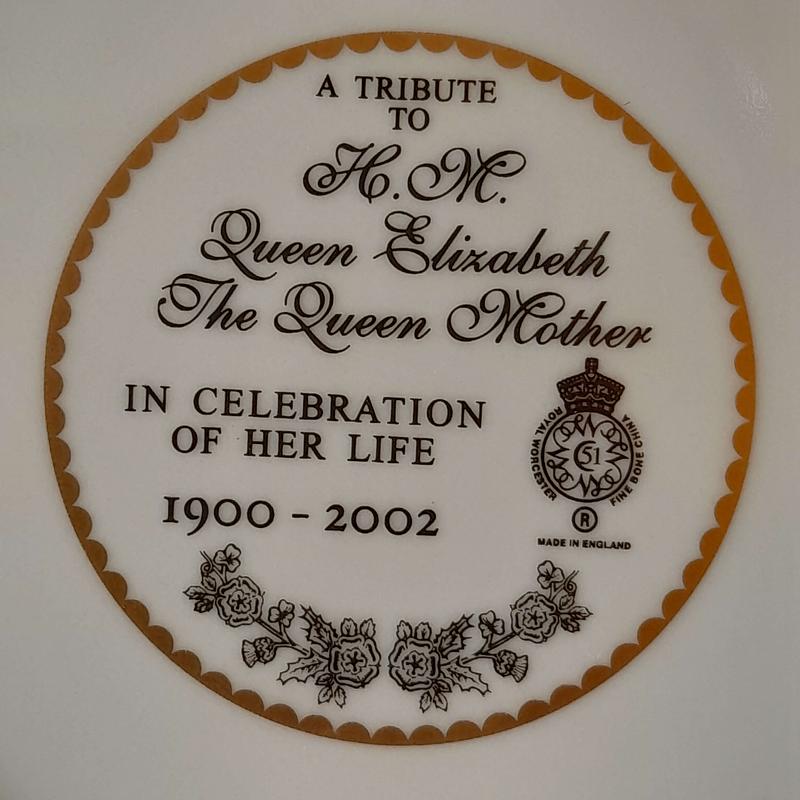 A TRIBUTE
TO
H.M.
Queen Elizabeth
The Queen Mother
IN CELEBRATION
OF HER LIFE
1900 - 2002
ROYAL WORCESTER
FINE BONE CHINA
51
®
MADE IN ENGLAND